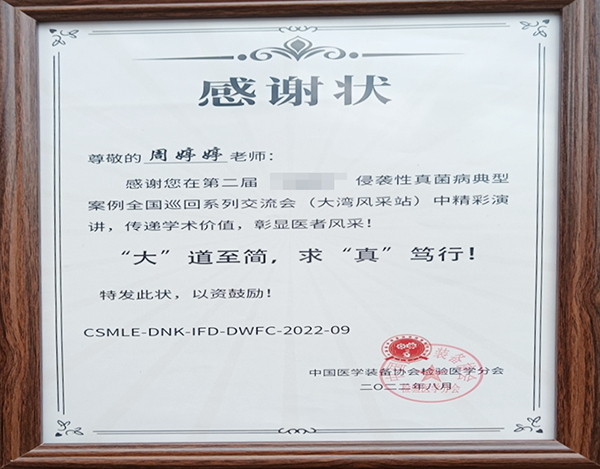 感谢状
尊敬的 周婷婷 老师：
感谢您在第二届 侵袭性真菌病典型
案例全国巡回系列交流会（大湾风采站）中精彩演
讲，传递学术价值，彰显医者风采！
“大”道至简，求“真”笃行！
特发此状，以资鼓励！
CSMLE-DNK-IFD-DWFC-2022-09
中国医学装备协会检验医学分会
二〇二二年八月